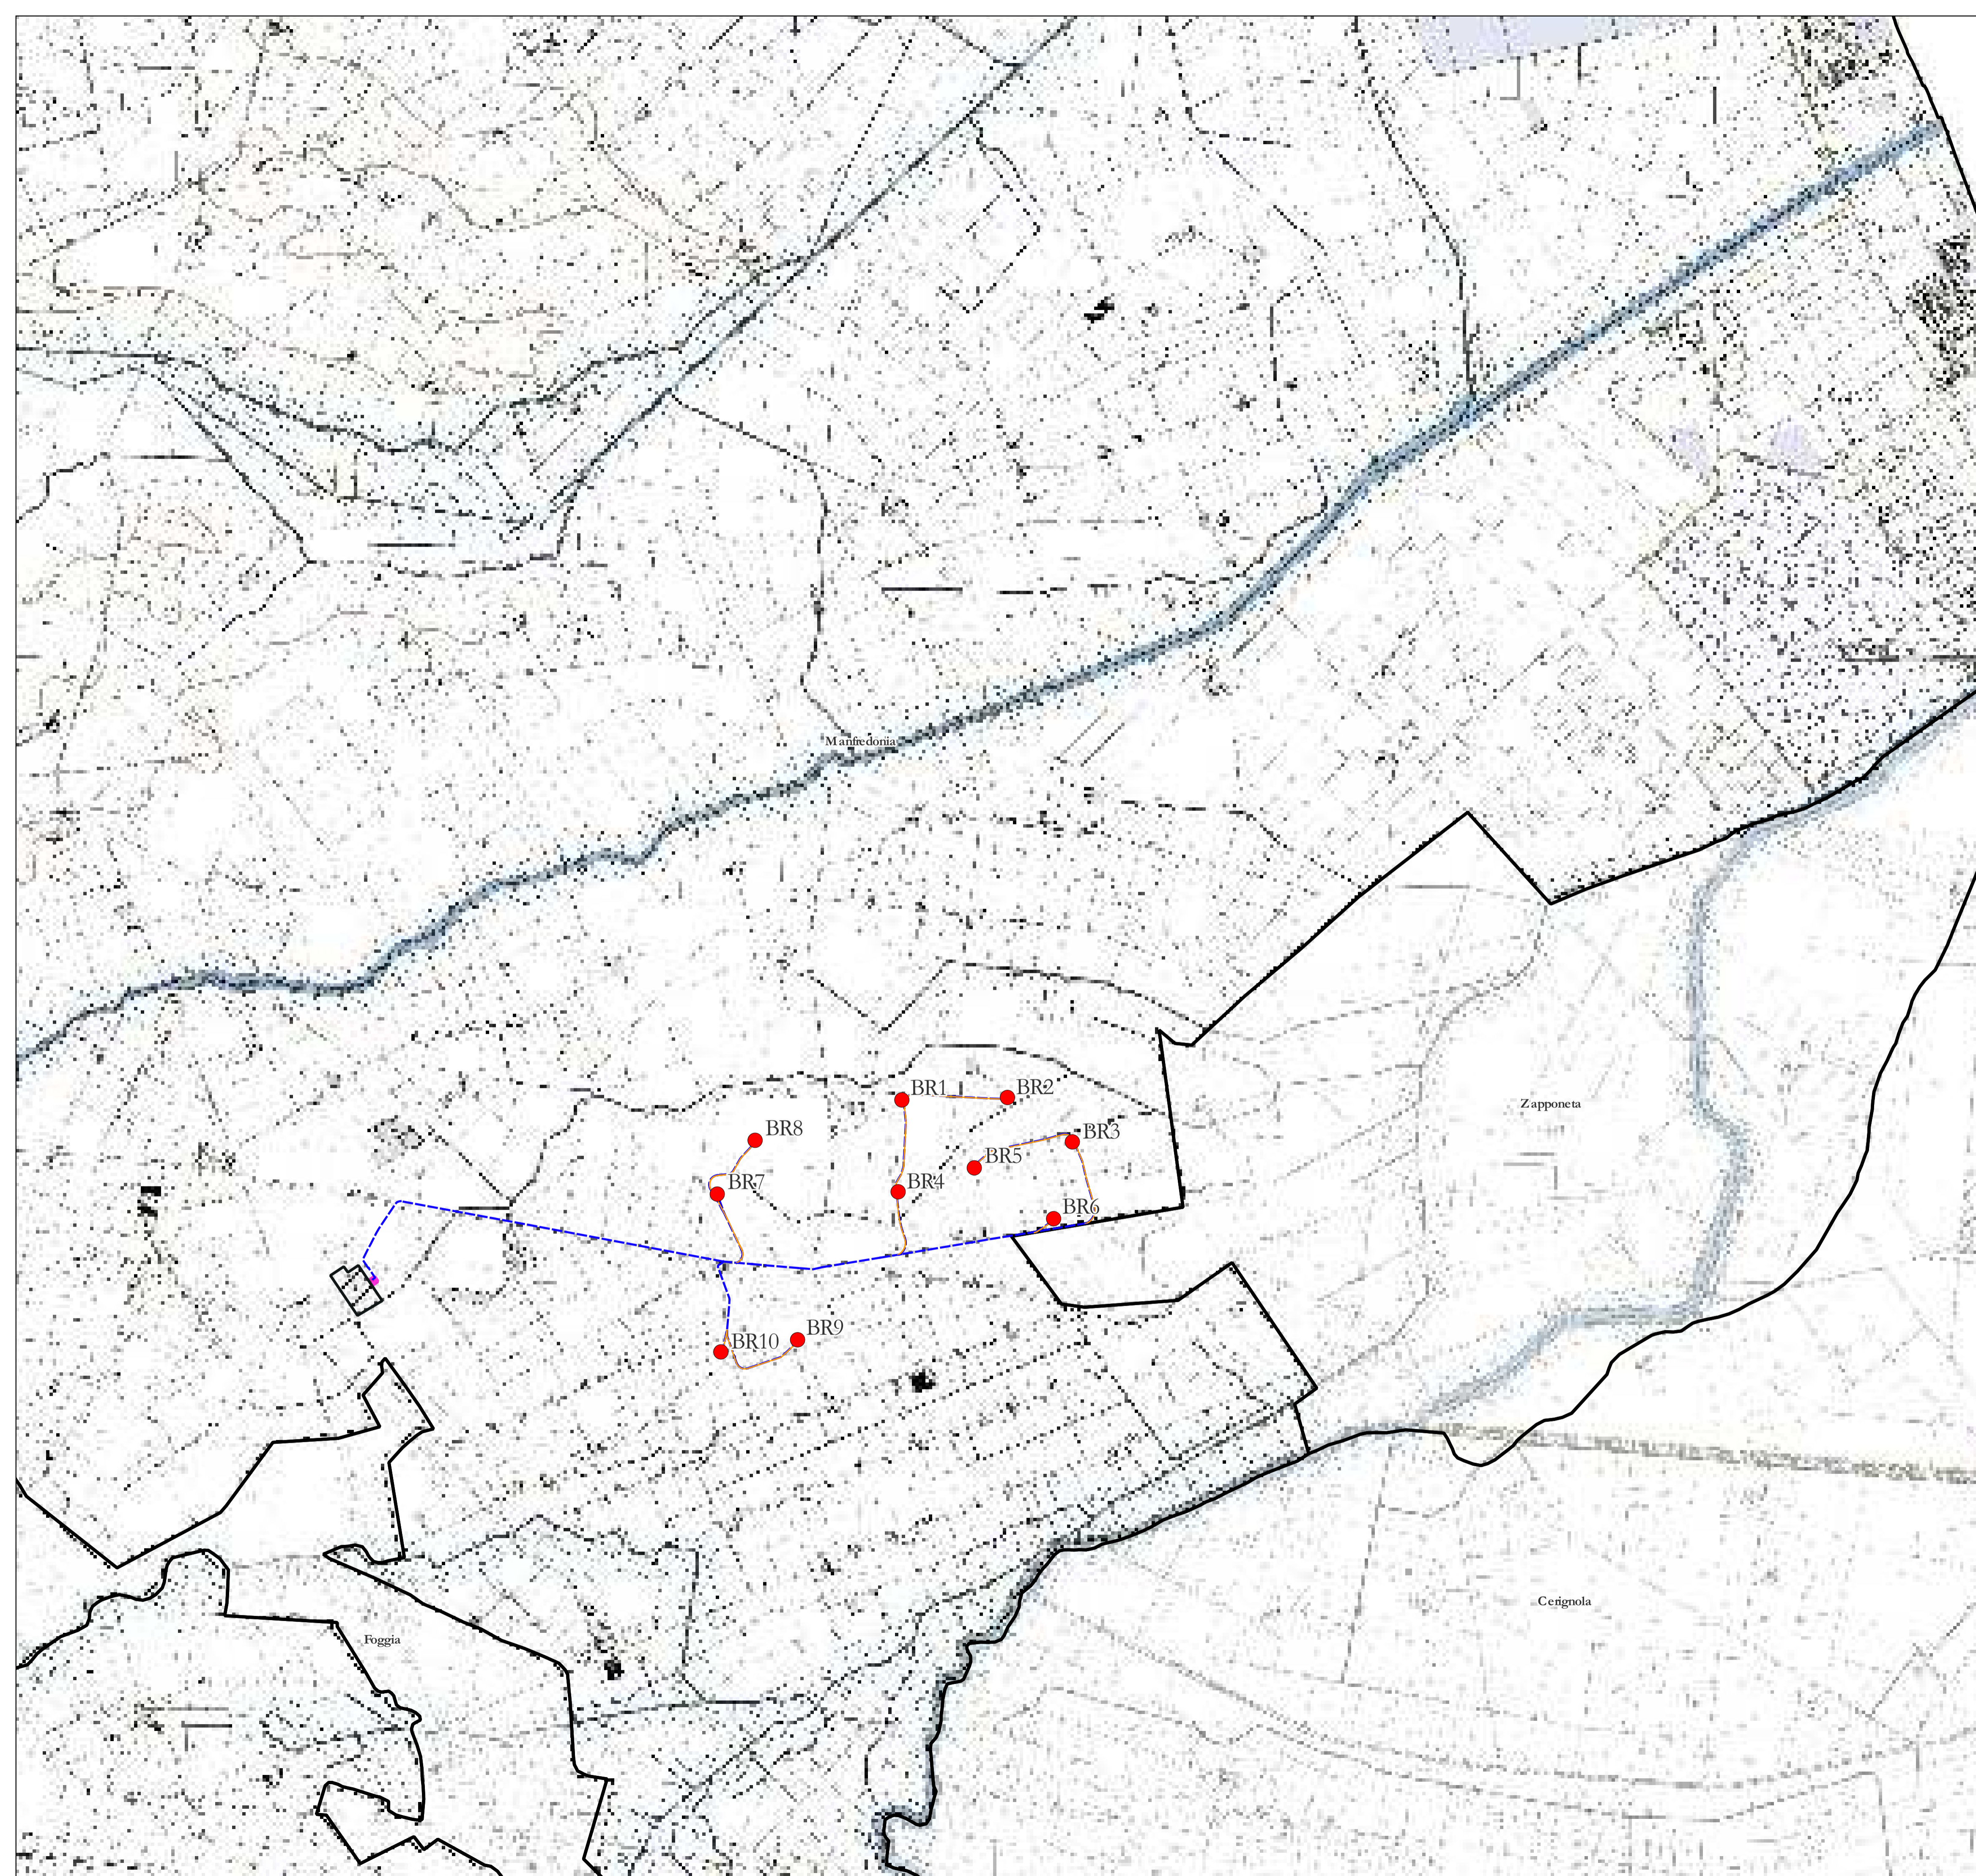 Manfredonia
BR1
BR2
BR8
BR3
BR5
Zapponeta
BR7
BR4
BR6
BR9
BR10
Cerignola
Foggia